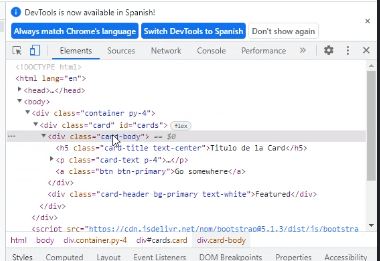 DevTools is now available in Spanish!
Always match Chrome's language Switch DevTools to Spanish Don't show again
Elements Sources Network Console Performance »
<!DOCTYPE html>
<html lang="en">
<head>…</head>
<body>
<div class="container py-4">
<div class="card" id="cards"> flex
<div class="card-body"> == $0
<h5 class="card-title text-center">Titulo de la Card</h5>
<p class="card-text p-4">…</p>
<a class="btn btn-primary">Go somewhere</a>
</div>
<div class="card-header bg-primary text-white">Featured</div>
</div>
</div>
<script src="https://cdn.jsdelivr.net/npm/bootstrap@5.1.3/dist/js/bootstra
html body div.container.py-4 div#cards.card div.card-body
Styles Computed Layout Event Listeners DOM Breakpoints Properties Accessibility